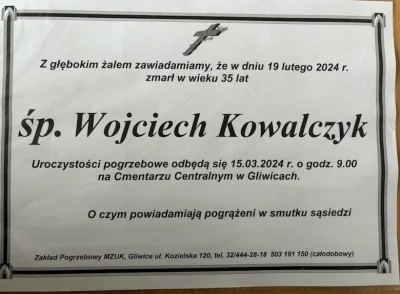 Z głębokim żalem zawiadamiamy, że w dniu 19 lutego 2024 r.
zmarł w wieku 35 lat
śp. Wojciech Kowalczyk
Uroczystości pogrzebowe odbędą się 15.03.2024 r. o godz. 9.00
na Cmentarzu Centralnym w Gliwicach.
O czym powiadamiają pogrążeni w smutku sąsiedzi
Zakład Pogrzebowy MZUK, Gliwice ul. Kozielska 120, tel. 32/444-28-18 503 191 150 (całodobowy)